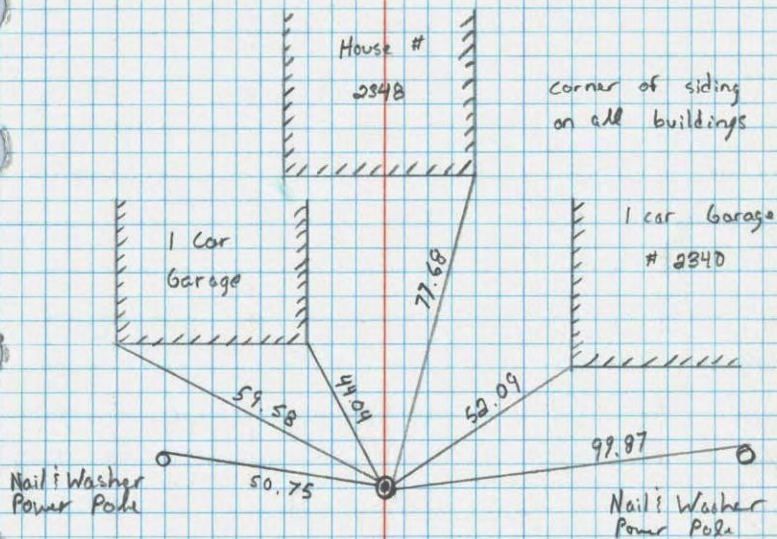 House #
2348
corner of siding
on all buildings
1 Car
Garage
1 car Garage
# 2340
77.68
59.58
44.04
52.09
99.87
50.75
Nail & Washer
Power Pole
Nail & Washer
Power Pole